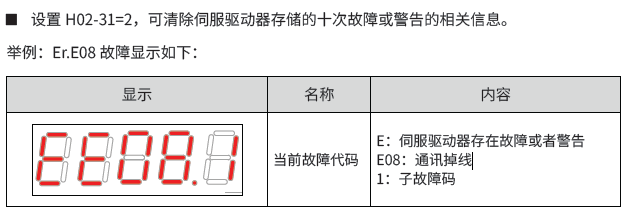 ■ 设置 H02-31=2，可清除伺服驱动器存储的十次故障或警告的相关信息。
举例：Er.E08 故障显示如下：
显示 名称 内容
EE08.1
当前故障代码
E：伺服驱动器存在故障或者警告
E08：通讯掉线
1：子故障码